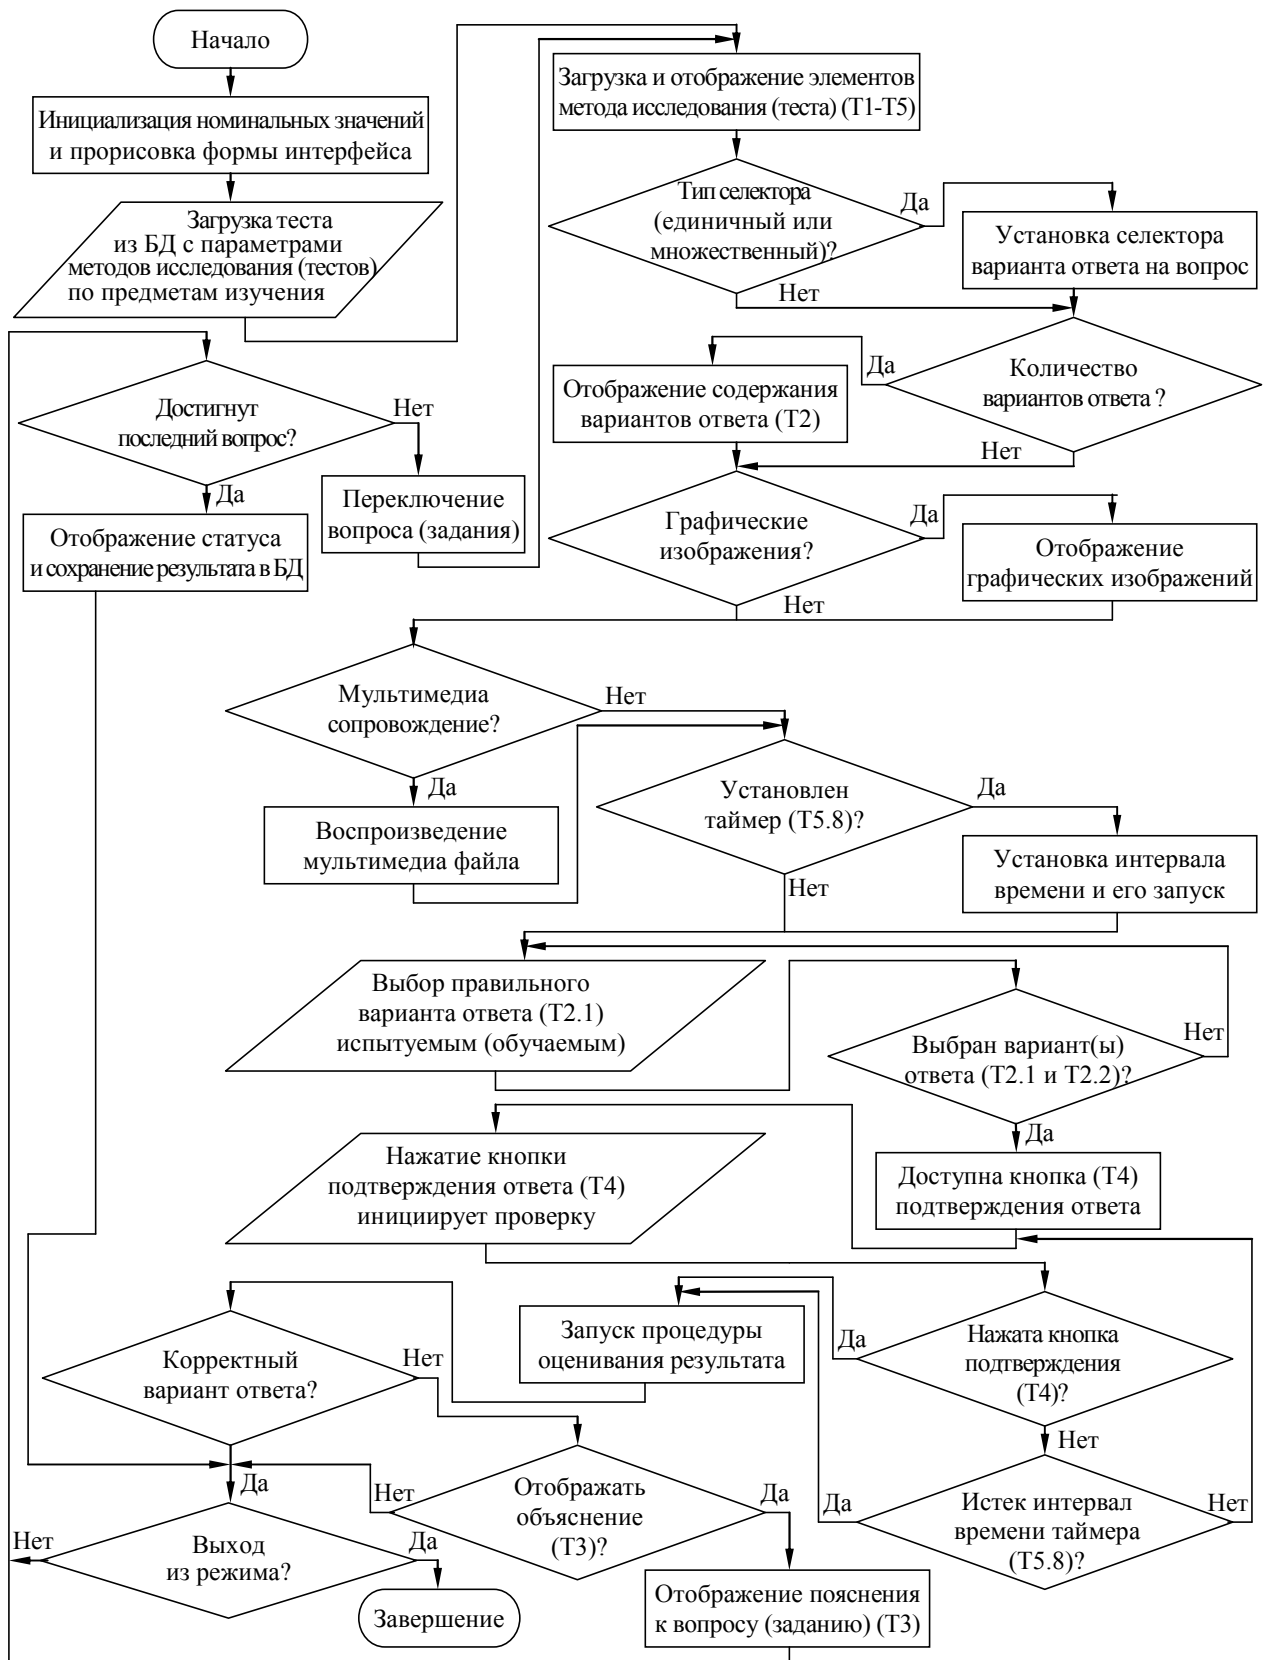 Начало
Инициализация номинальных значений
и прорисовка формы интерфейса
Загрузка теста
из БД с параметрами
методов исследования (тестов)
по предметам изучения
Загрузка и отображение элементов
метода исследования (теста) (Т1-Т5)
Тип селектора
(единичный или
множественный)?
Да
Нет
Установка селектора
варианта ответа на вопрос
Количество
вариантов ответа ?
Да
Нет
Отображение содержания
вариантов ответа (Т2)
Достигнут
последний вопрос?
Нет
Да
Переключение
вопроса (задания)
Отображение статуса
и сохранение результата в БД
Графические
изображения?
Да
Нет
Отображение
графических изображений
Мультимедиа
сопровождение?
Нет
Да
Воспроизведение
мультимедиа файла
Установлен
таймер (Т5.8)?
Да
Нет
Установка интервала
времени и его запуск
Выбор правильного
варианта ответа (Т2.1)
испытуемым (обучаемым)
Выбран вариант(ы)
ответа (Т2.1 и Т2.2)?
Нет
Да
Доступна кнопка (Т4)
подтверждения ответа
Нажатие кнопки
подтверждения ответа (Т4)
инициирует проверку
Нажата кнопка
подтверждения
(Т4)?
Да
Нет
Запуск процедуры
оценивания результата
Корректный
вариант ответа?
Нет
Да
Истек интервал
времени таймера
(Т5.8)?
Да
Нет
Отображать
объяснение
(Т3)?
Нет
Да
Выход
из режима?
Нет
Да
Завершение
Отображение пояснения
к вопросу (заданию) (Т3)